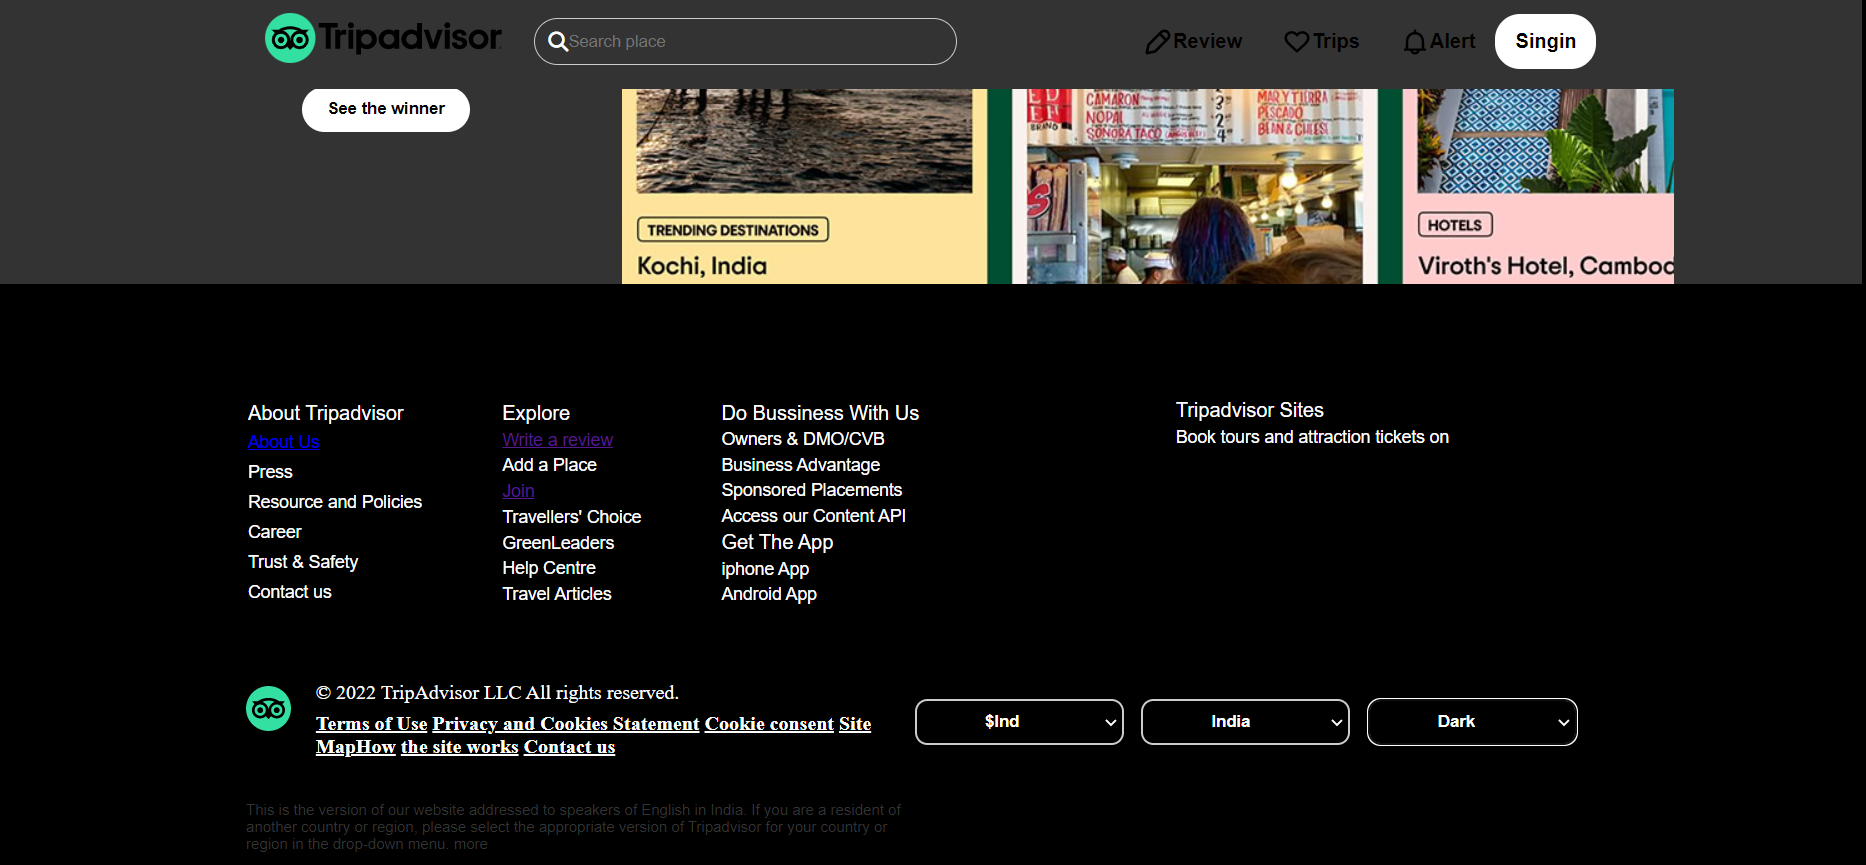 Tripadvisor
Search place
Review
Trips
Alert
Singin
See the winner
TRENDING DESTINATIONS
Kochi, India
BRAND
CAMARON
NOPAL
SONORA TACO
3
2
4
MARYTIERRA
PESCADO
BEAN & CHEESE
HOTELS
Viroth's Hotel, Cambod
About Tripadvisor
About Us
Press
Resource and Policies
Career
Trust & Safety
Contact us
Explore
Write a review
Add a Place
Join
Travellers' Choice
GreenLeaders
Help Centre
Travel Articles
Do Bussiness With Us
Owners & DMO/CVB
Business Advantage
Sponsored Placements
Access our Content API
Get The App
iphone App
Android App
Tripadvisor Sites
Book tours and attraction tickets on
© 2022 TripAdvisor LLC All rights reserved.
Terms of Use Privacy and Cookies Statement Cookie consent Site
MapHow the site works Contact us
$Ind
India
Dark
This is the version of our website addressed to speakers of English in India. If you are a resident of
another country or region, please select the appropriate version of Tripadvisor for your country or
region in the drop-down menu. more